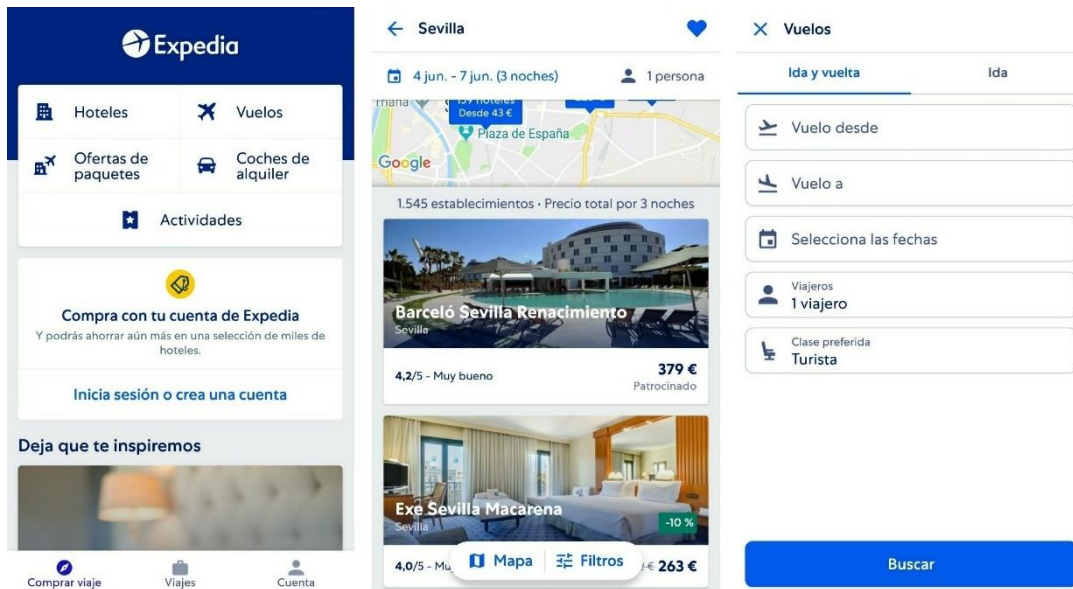 Expedia
Hoteles
Vuelos
Ofertas de
paquetes
Coches de
alquiler
Actividades
Compra con tu cuenta de Expedia
Y podrás ahorrar aún más en una selección de miles de
hoteles.
Inicia sesión o crea una cuenta
Deja que te inspiremos
Comprar viaje
Viajes
Cuenta
Sevilla
4 jun. - 7 jun. (3 noches)
1 persona
Desde 43 €
Plaza de España
Google
1.545 establecimientos · Precio total por 3 noches
Barceló Sevilla Renacimiento
Sevilla
4,2/5 - Muy bueno
379 €
Patrocinado
Exe Sevilla Macarena
Sevilla
-10 %
4,0/5 -
Mapa
Filtros
263 €
Vuelos
Ida y vuelta
Ida
Vuelo desde
Vuelo a
Selecciona las fechas
Viajeros
1 viajero
Clase preferida
Turista
Buscar